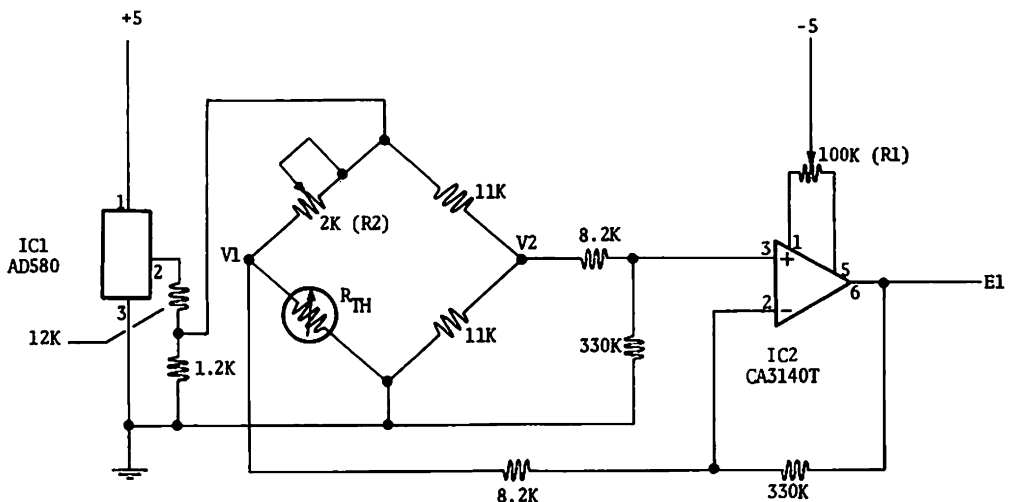 +5
-5
100K (R1)
11K
2K (R2)
8.2K
V1
V2
1
IC1
AD580
2
3
+
1
5
6
E1
2
-
R TH
3
12K
1.2K
11K
330K
IC2
CA3140T
8.2K
330K